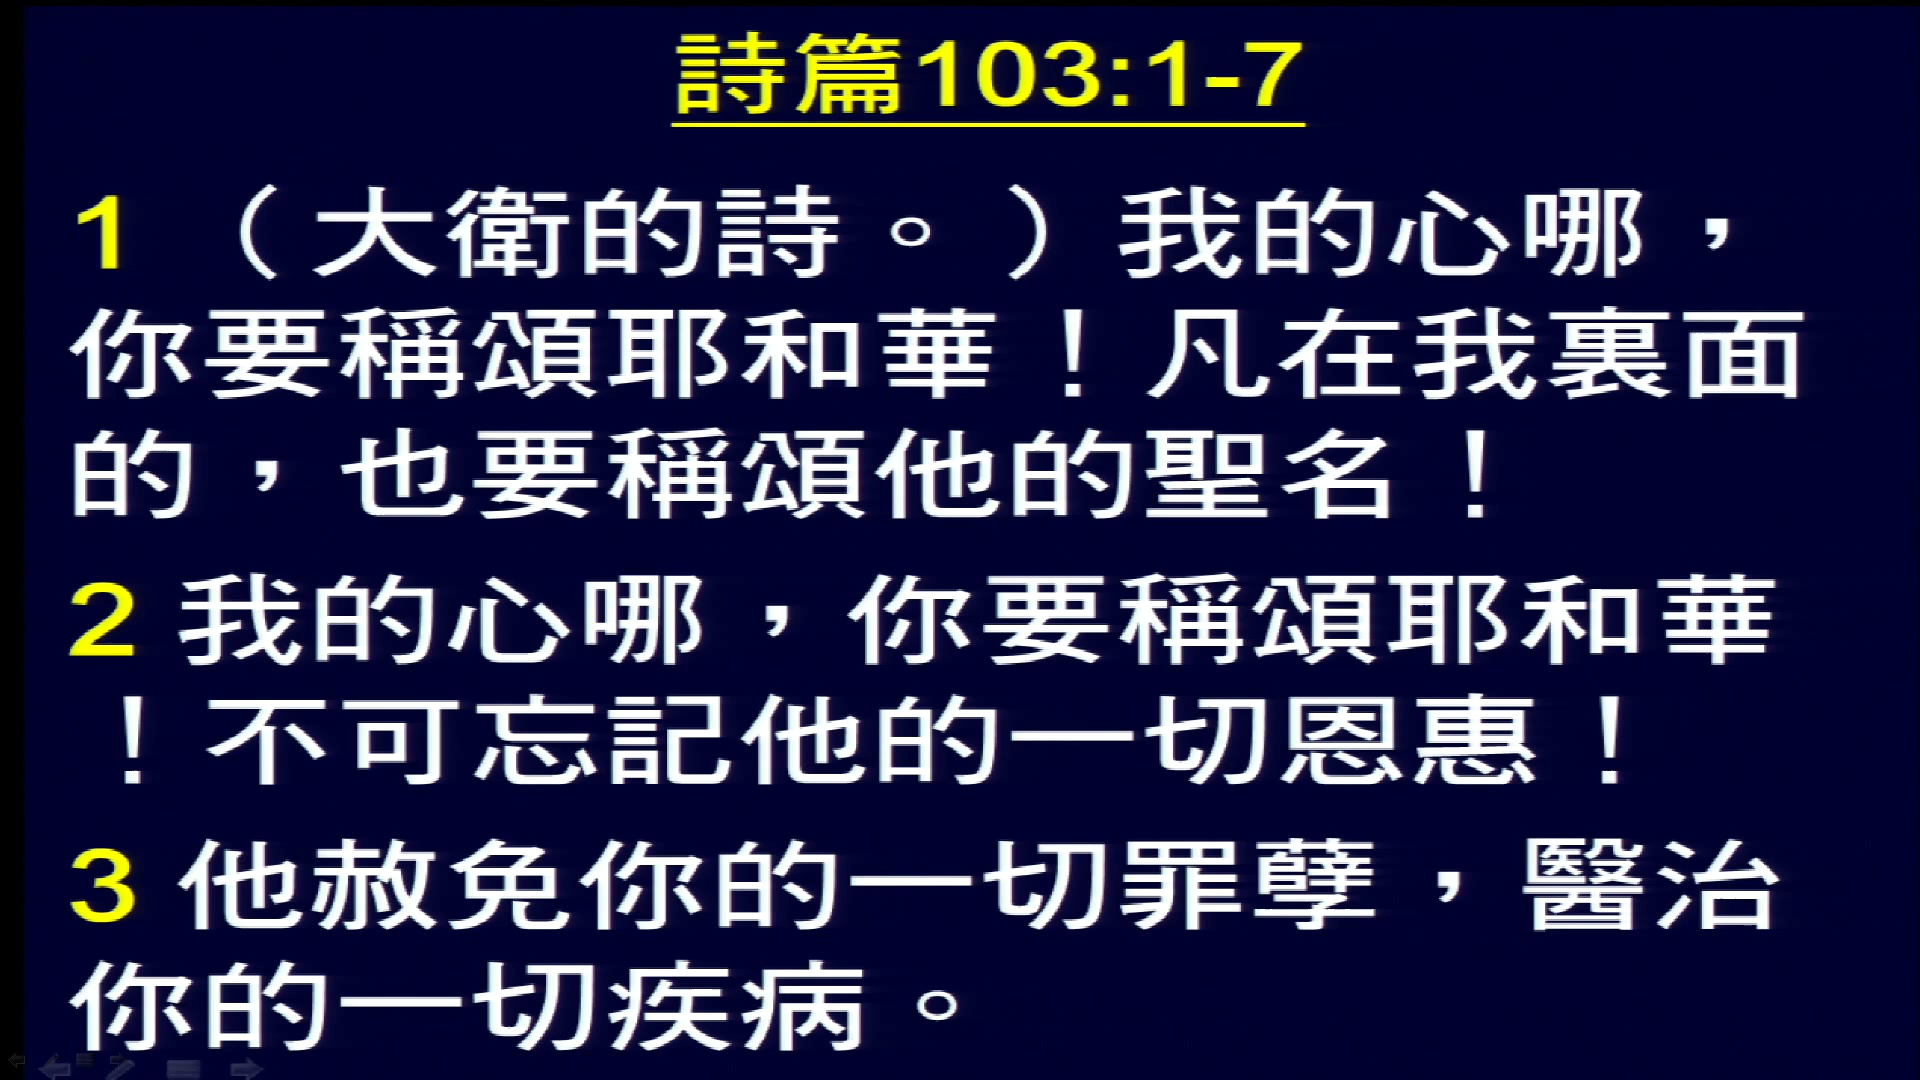 詩篇103:1-7
1 （大衛的詩。）我的心哪，
你要稱頌耶和華！凡在我裏面
的，也要稱頌他的聖名！
2 我的心哪，你要稱頌耶和華
！不可忘記他的一切恩惠！
3 他赦免你的一切罪孽，醫治
你的一切疾病。